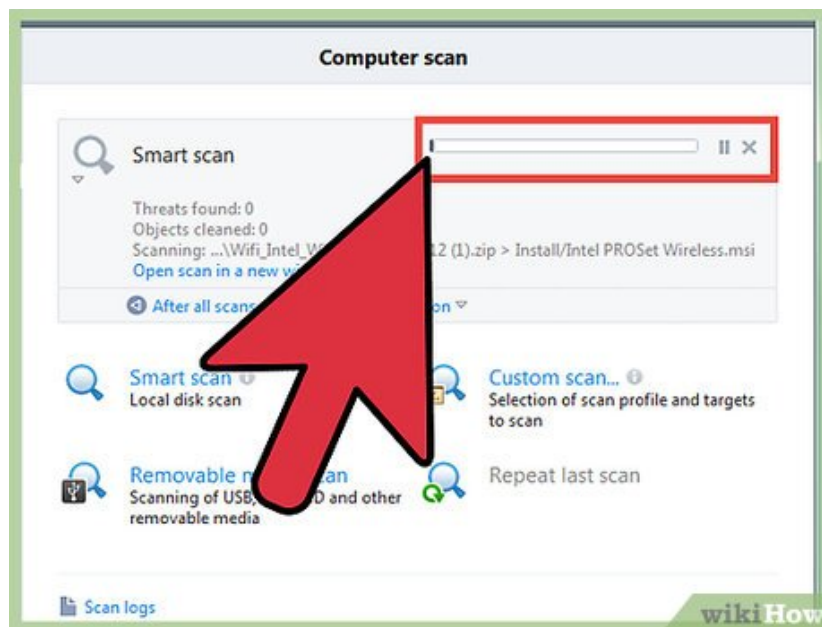 Computer scan
Smart scan
Threats found: 0
Objects cleaned: 0
Scanning: ...\Wifi_Intel_W 12 (1).zip > Install/Intel PROSet Wireless.msi
Open scan in a new
After all scans on
Smart scan
Local disk scan
Custom scan...
Selection of scan profile and targets
to scan
Removable
Scanning of USB, and other
removable media
Repeat last scan
Scan logs
wikiHow